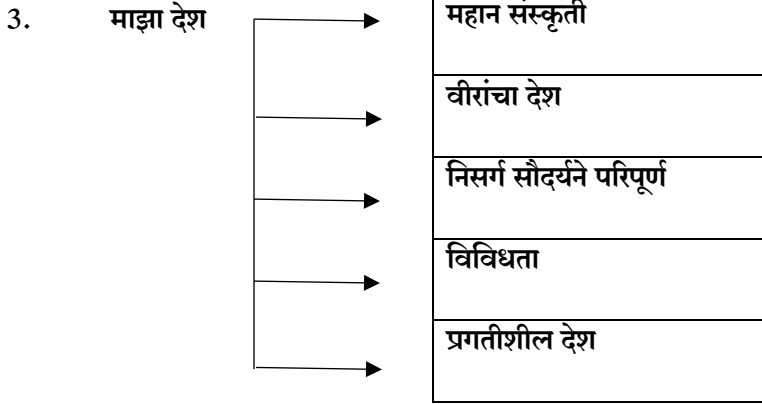 3. माझा देश
महान संस्कृती
वीरांचा देश
निसर्ग सौदर्यने परिपूर्ण
विविधता
प्रगतीशील देश